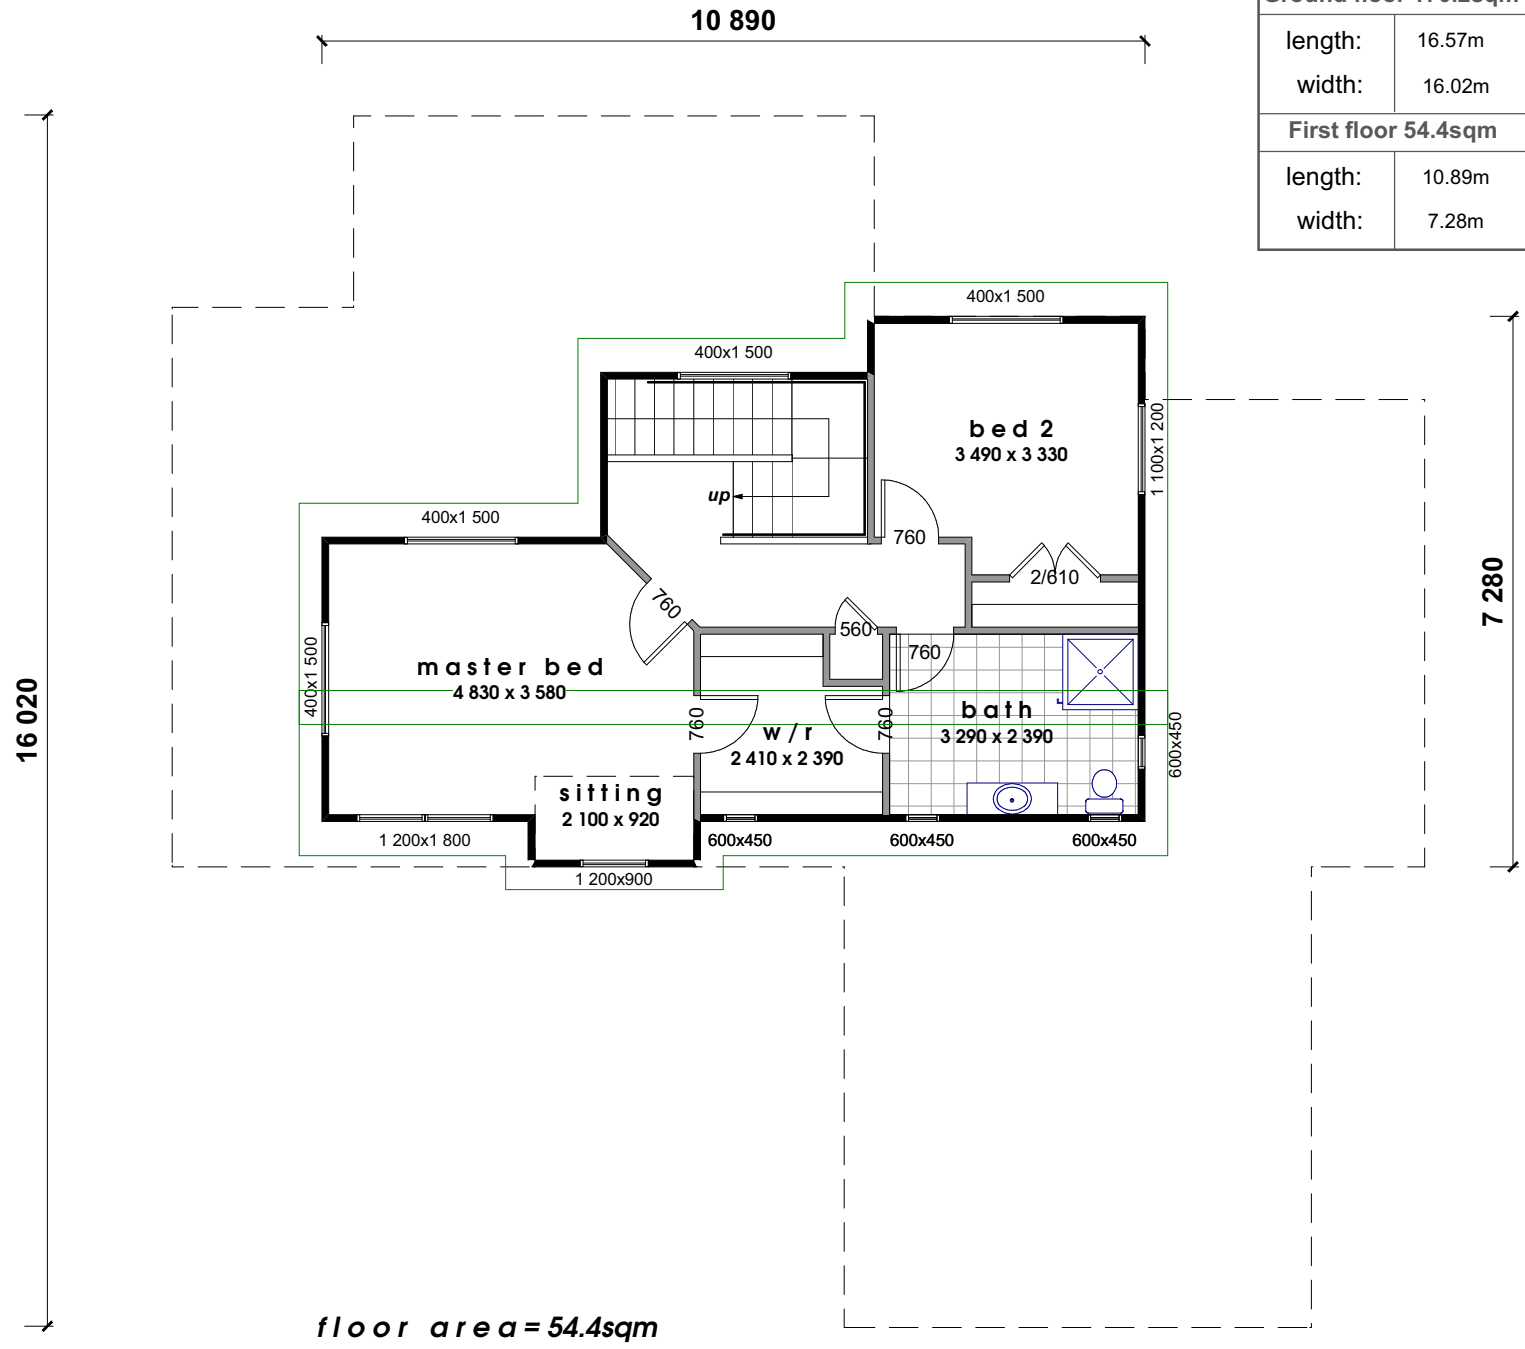 10 890
length: 16.57m
width: 16.02m
First floor 54.4sqm
length: 10.89m
width: 7.28m
400x1 500
400x1 500
bed 2
3 490 x 3 330
1 100x1 200
up
400x1 500
760
2/610
760
560
760
master bed
4 830 x 3 580
400x1 500
16 020
7 280
760
w / r
2 410 x 2 390
760
bath
3 290 x 2 390
600x450
sitting
2 100 x 920
1 200x1 800
600x450
600x450
600x450
1 200x900
floor area= 54.4sqm